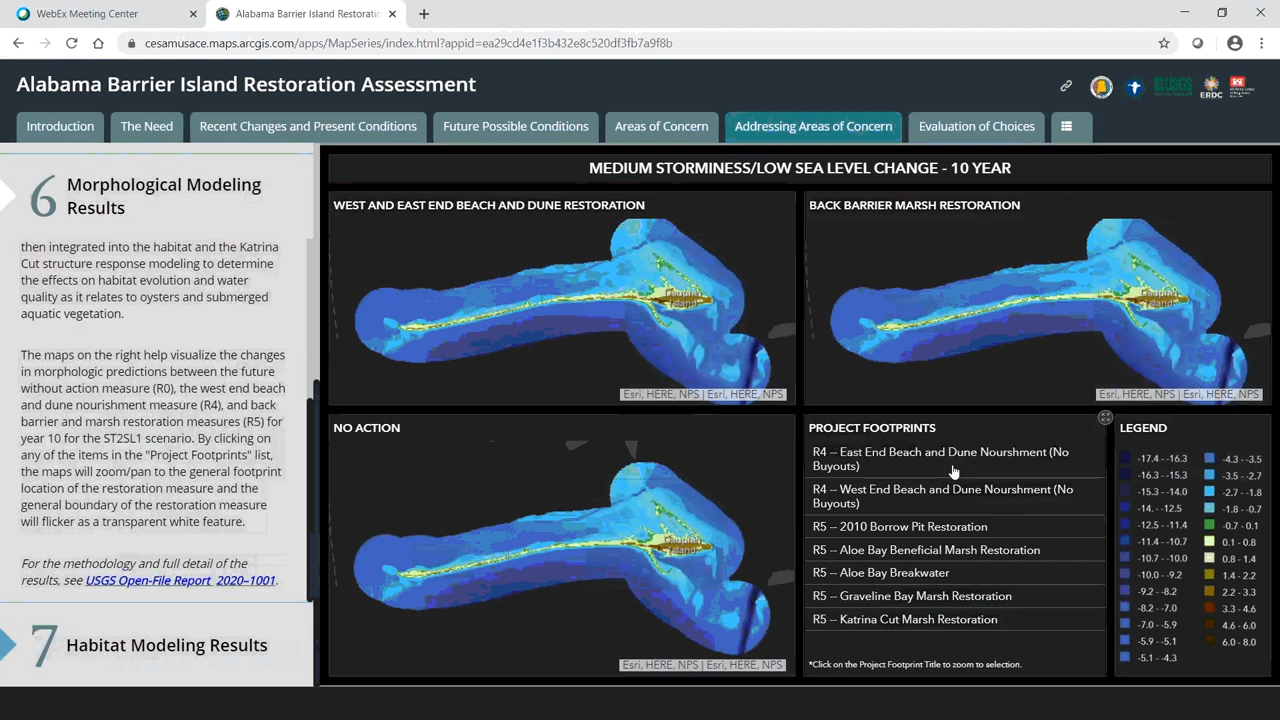 WebEx Meeting Center
Alabama Barrier Island Restoratio
cesamusace.maps.arcgis.com/apps/MapSeries/index.html?appid=ea29cd4e1f3b432e8c520df3fb7a9f8b
Alabama Barrier Island Restoration Assessment
USGS
ERDC
Introduction
The Need
Recent Changes and Present Conditions
Future Possible Conditions
Areas of Concern
Addressing Areas of Concern
Evaluation of Choices
6
Morphological Modeling
Results
then integrated into the habitat and the Katrina
Cut structure response modeling to determine
the effects on habitat evolution and water
quality as it relates to oysters and submerged
aquatic vegetation.
The maps on the right help visualize the changes
in morphologic predictions between the future
without action measure (R0), the west end beach
and dune nourishment measure (R4), and back
barrier and marsh restoration measures (R5) for
year 10 for the ST2SL1 scenario. By clicking on
any of the items in the "Project Footprints" list,
the maps will zoom/pan to the general footprint
location of the restoration measure and the
general boundary of the restoration measure
will flicker as a transparent white feature.
For the methodology and full detail of the
results, see USGS Open-File Report 2020–1001.
7
Habitat Modeling Results
MEDIUM STORMINESS/LOW SEA LEVEL CHANGE - 10 YEAR
WEST AND EAST END BEACH AND DUNE RESTORATION
Dauphin
Island
Esri, HERE, NPS | Esri, HERE, NPS
BACK BARRIER MARSH RESTORATION
Dauphin
Island
Esri, HERE, NPS | Esri, HERE, NPS
NO ACTION
Dauphin
Island
Esri, HERE, NPS | Esri, HERE, NPS
PROJECT FOOTPRINTS
R4 -- East End Beach and Dune Nourshment (No
Buyouts)
R4 -- West End Beach and Dune Nourshment (No
Buyouts)
R5 -- 2010 Borrow Pit Restoration
R5 -- Aloe Bay Beneficial Marsh Restoration
R5 -- Aloe Bay Breakwater
R5 -- Graveline Bay Marsh Restoration
R5 -- Katrina Cut Marsh Restoration
*Click on the Project Footprint Title to zoom to selection.
LEGEND
-17.4 - -16.3
-16.3 - -15.3
-15.3 - -14.0
-14. - -12.5
-12.5 - -11.4
-11.4 - -10.7
-10.7 - -10.0
-10.0 - -9.2
-9.2 - -8.2
-8.2 - -7.0
-7.0 - -5.9
-5.9 - -5.1
-5.1 - -4.3
-4.3 - -3.5
-3.5 - -2.7
-2.7 - -1.8
-1.8 - -0.7
-0.7 - 0.1
0.1 - 0.8
0.8 - 1.4
1.4 - 2.2
2.2 - 3.3
3.3 - 4.6
4.6 - 6.0
6.0 - 8.0